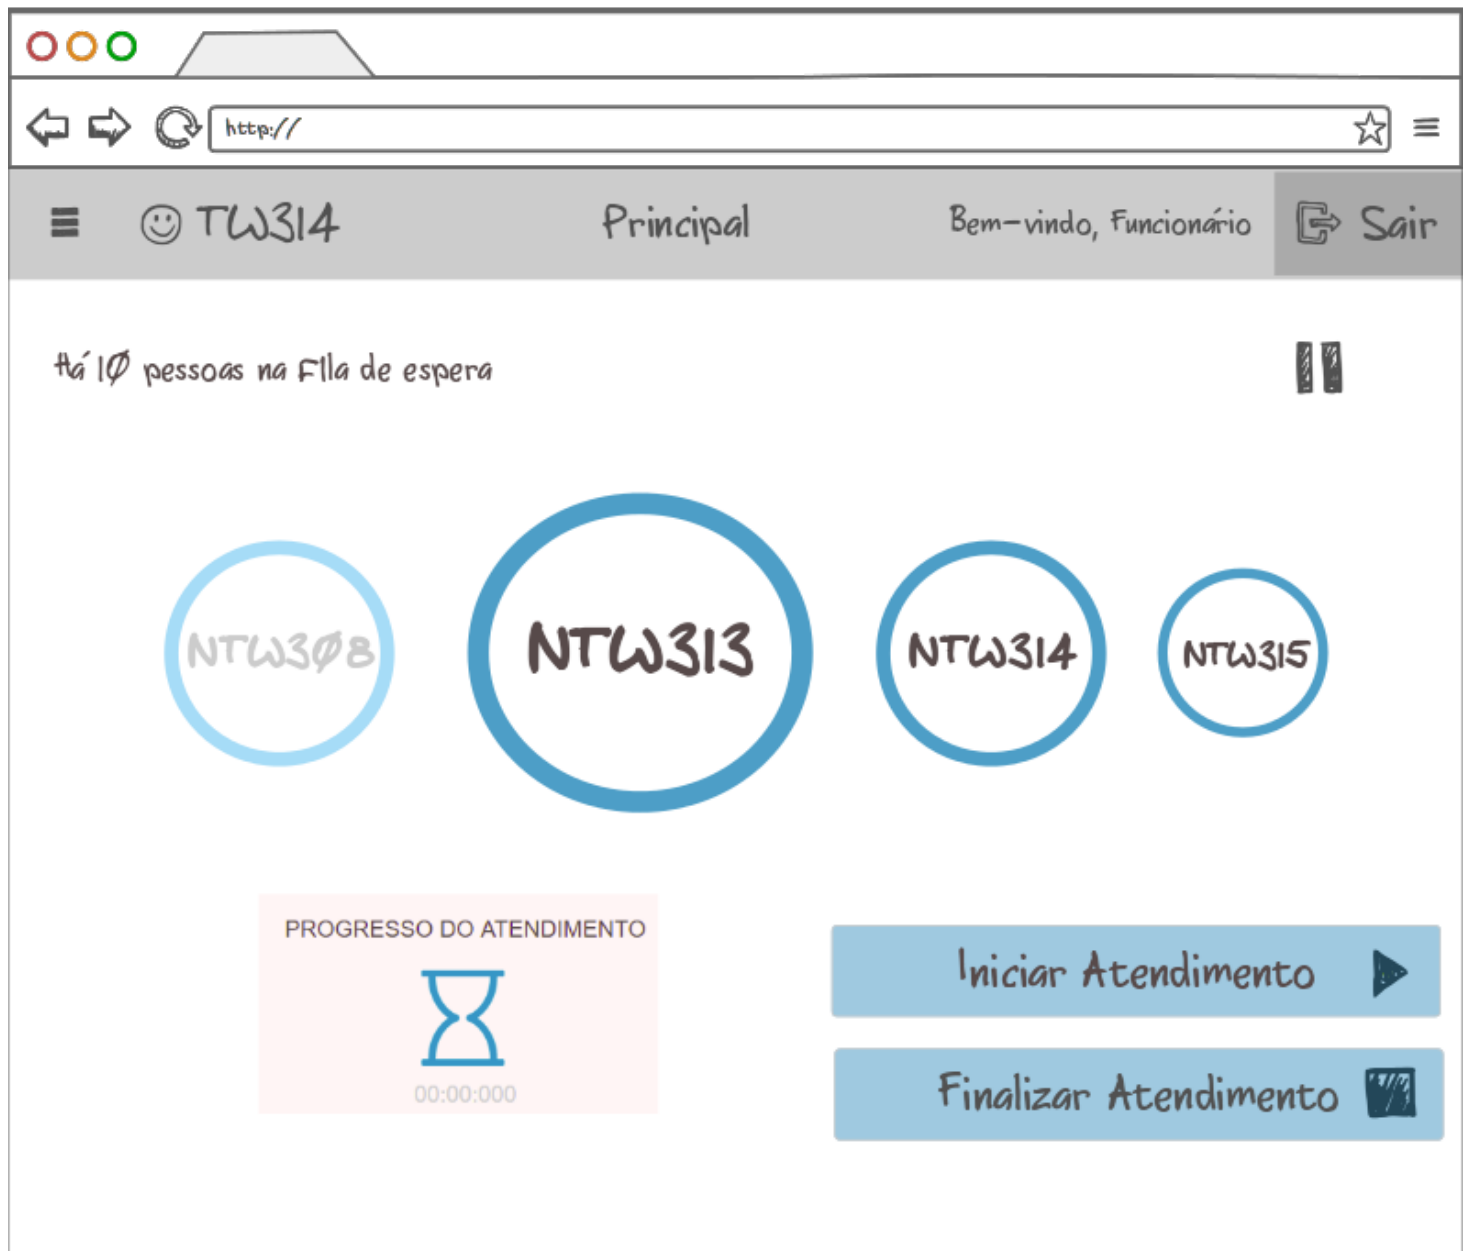 http://
TW314 Principal Bem-vindo, Funcionário Sair
Há 10 pessoas na Fila de espera
NTW308 NTW313 NTW314 NTW315
PROGRESSO DO ATENDIMENTO
00:00:000
Iniciar Atendimento
Finalizar Atendimento